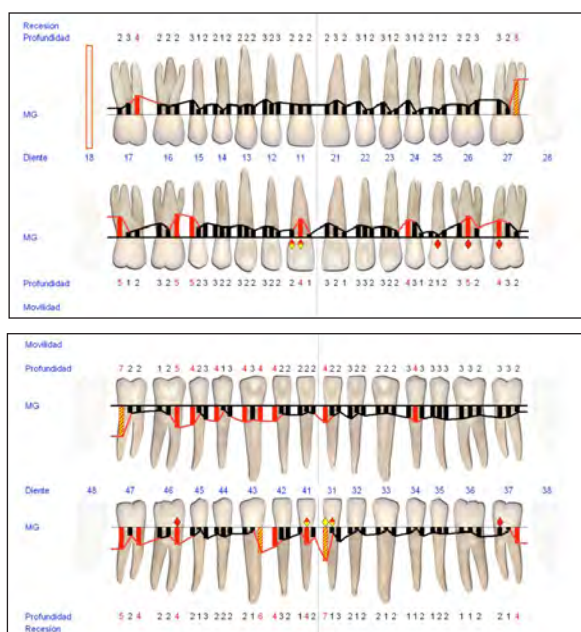 Recesion
Profundidad 2 3 4 2 2 2 3 1 2 2 1 2 3 2 2 3 2 3 2 2 2 2 2 2 3 2 2 3 2 2 3 1 2 2 1 2 2 2 3 3 2
MG
Diente 18 17 16 15 14 13 12 11 21 22 23 24 25 26 27 28
MG
Profundidad 5 1 2 3 2 5 5 2 3 3 2 2 3 2 2 3 2 2 2 4 1 3 2 1 3 2 2 3 2 2 4 3 1 2 1 2 3 5 2 4 3 2
Movilidad
Movilidad
Profundidad 7 2 2 1 2 5 4 2 3 4 1 3 4 3 4 4 2 2 2 2 2 4 2 2 3 2 2 2 2 2 3 4 3 3 3 3 3 3 2 3 3 2
MG
Diente 48 47 46 45 44 43 42 41 31 32 33 34 35 36 37 38
MG
Profundidad 5 2 4 2 2 4 2 1 3 2 2 2 2 1 6 4 3 2 1 4 2 7 1 3 2 1 2 2 1 2 1 1 2 1 2 2 1 1 2 2 1 4
Recesion